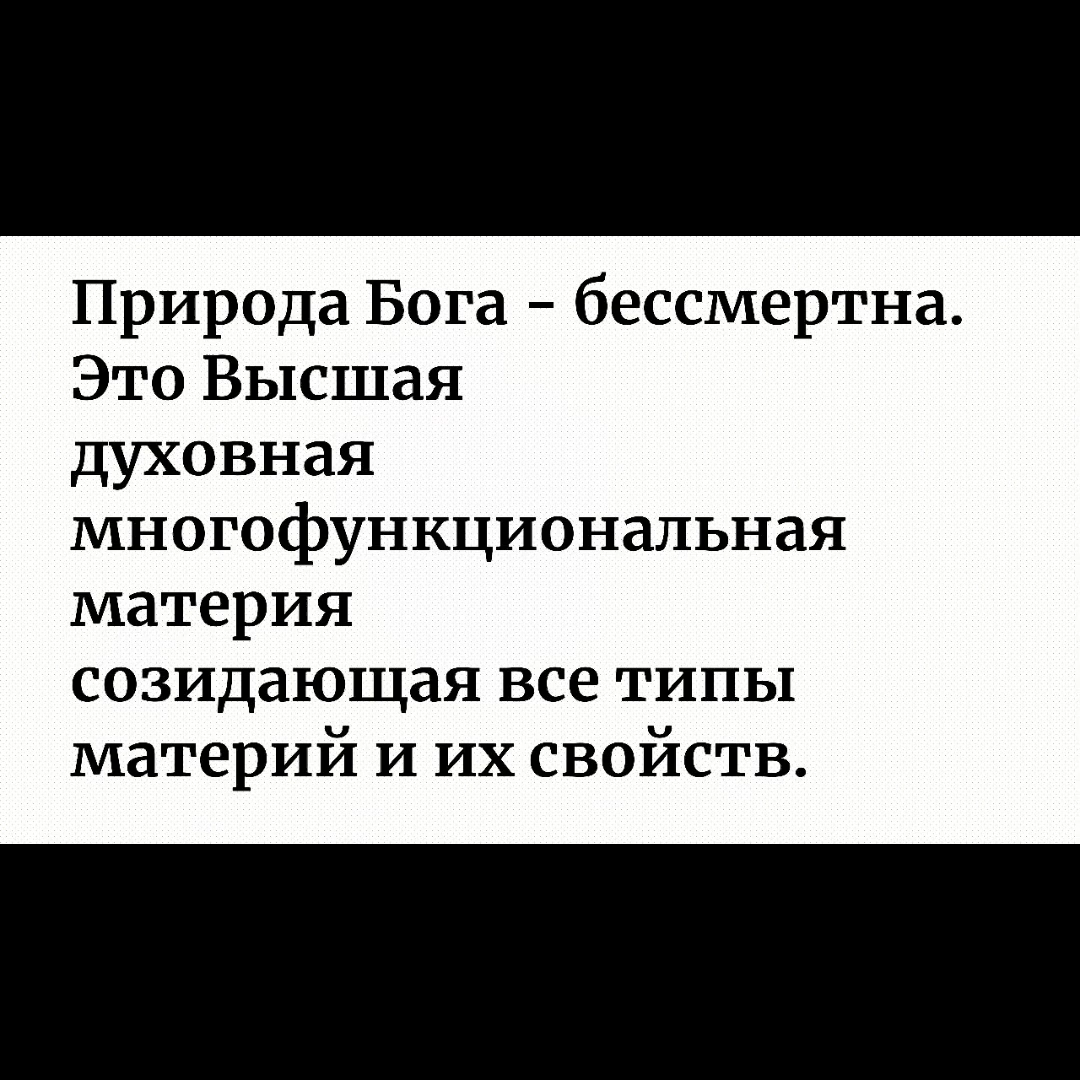 Природа Бога - бессмертна.
Это Высшая
духовная
многофункциональная
материя
созидающая все типы
материй и их свойств.